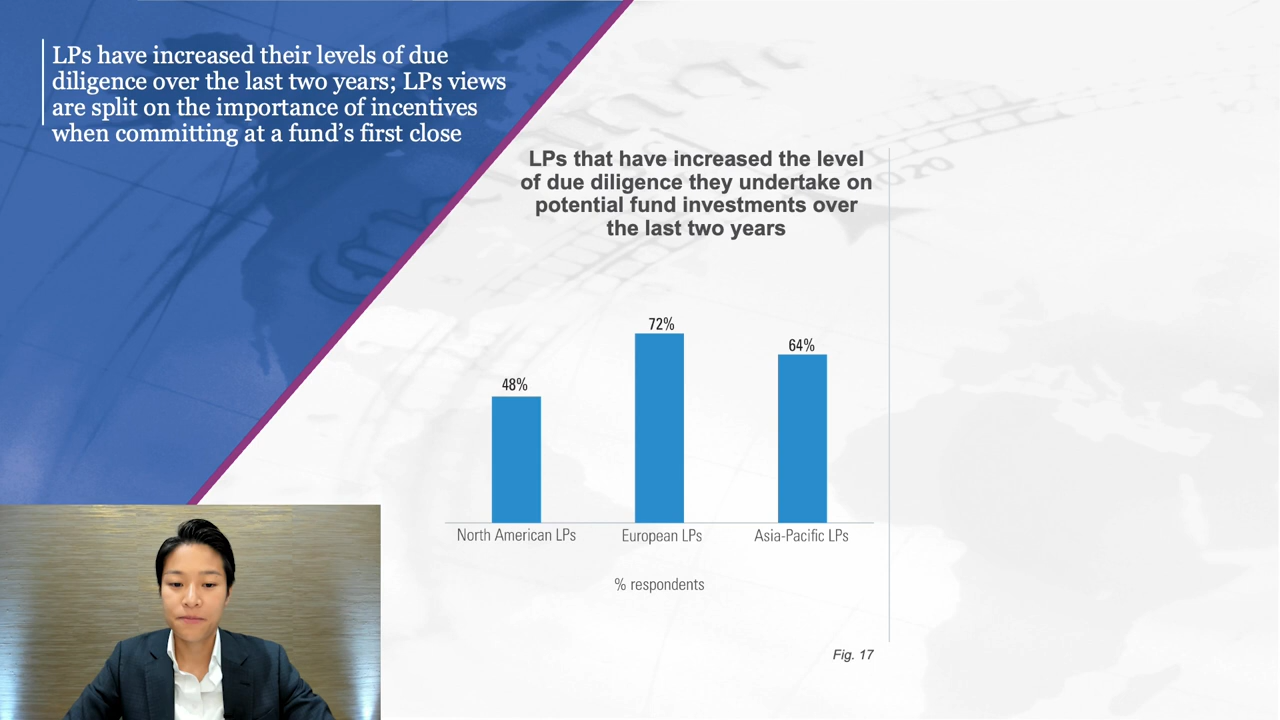 LPs have increased their levels of due
diligence over the last two years; LPs views
are split on the importance of incentives
when committing at a fund’s first close
LPs that have increased the level
of due diligence they undertake on
potential fund investments over
the last two years
2020
48%
72%
64%
North American LPs
European LPs
Asia-Pacific LPs
% respondents
Fig. 17